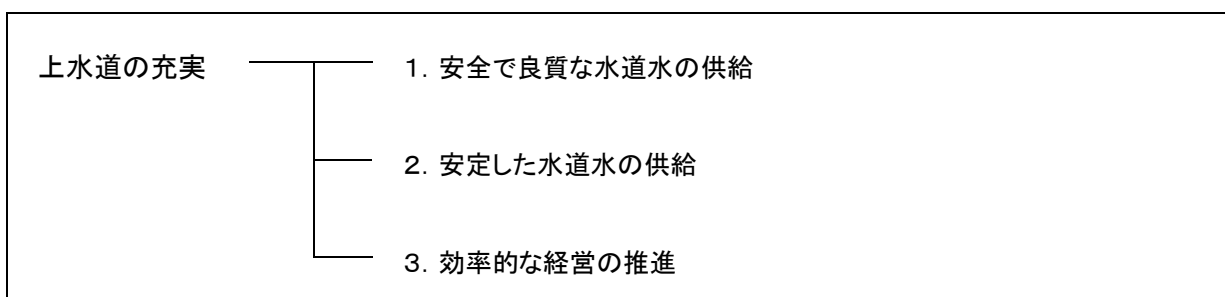 上水道の充実
１．安全で良質な水道水の供給
２．安定した水道水の供給
３．効率的な経営の推進